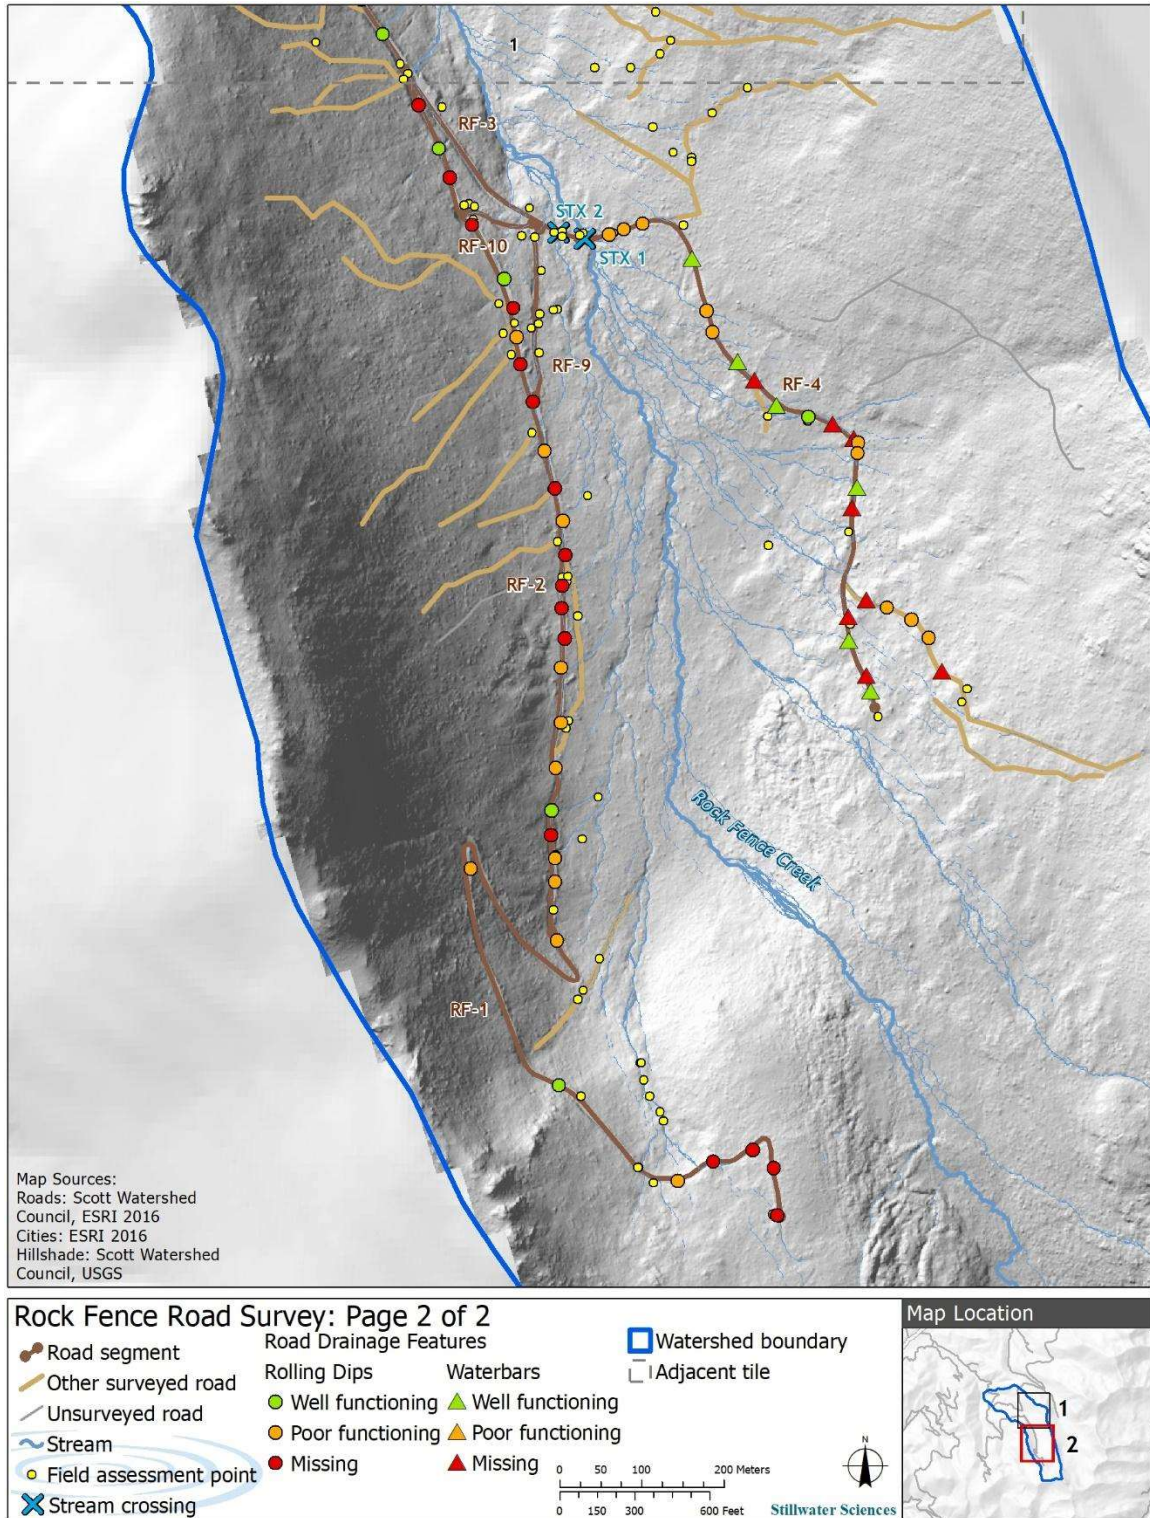 1
RF-3
STX 2
RF-10
STX 1
RF-9
RF-4
RF-2
Rock Fence Creek
RF-1
Map Sources:
Roads: Scott Watershed
Council, ESRI 2016
Cities: ESRI 2016
Hillshade: Scott Watershed
Council, USGS
Rock Fence Road Survey: Page 2 of 2
Road segment
Other surveyed road
Unsurveyed road
Stream
Field assessment point
Stream crossing
Road Drainage Features
Rolling Dips
Well functioning
Poor functioning
Missing
Waterbars
Well functioning
Poor functioning
Missing
Watershed boundary
Adjacent tile
0 50 100 200 Meters
0 150 300 600 Feet
N
Stillwater Sciences
Map Location
1
2